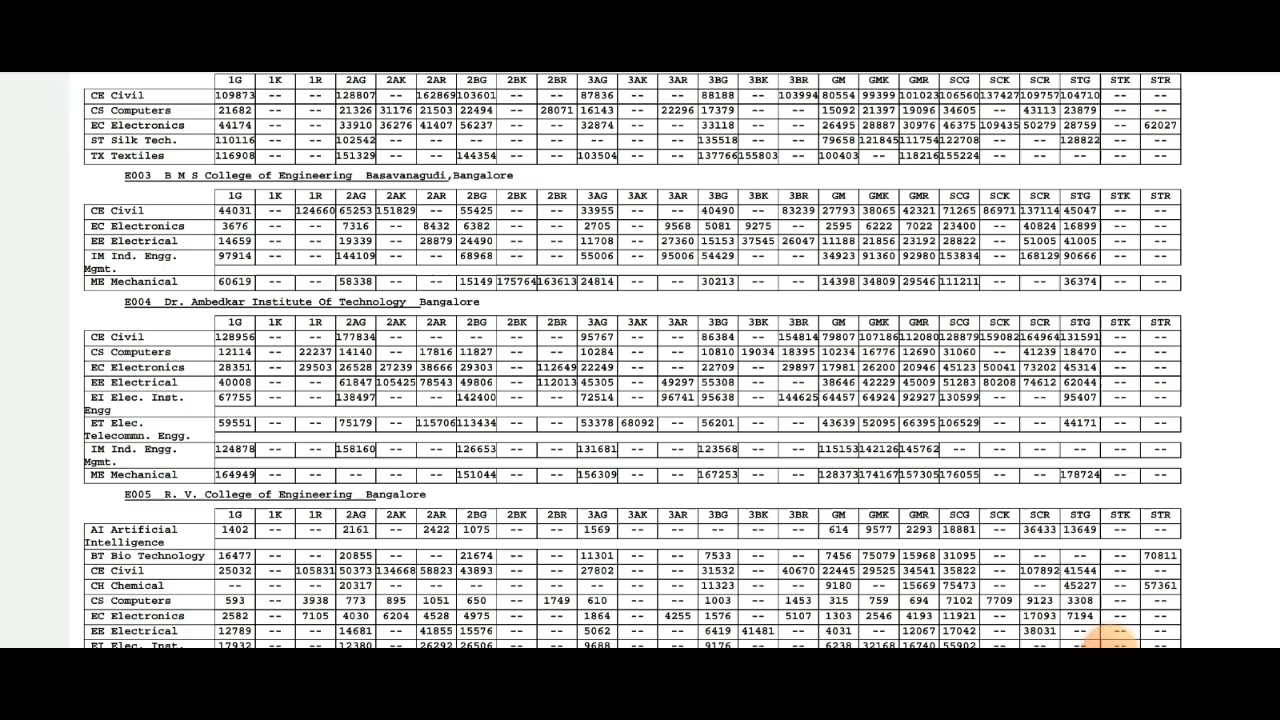 1G 1K 1R 2AG 2AK 2AR 2BG 2BK 2BR 3AG 3AK 3AR 3BG 3BK 3BR GM GMK GMR SCG SCK SCR STG STK STR
CE Civil 109873 -- -- 128807 -- 162869 103601 -- -- 87836 -- -- 88188 -- 103994 80554 99399 101023 106560 137427 109757 104710 -- --
CS Computers 21682 -- -- 21326 31176 21503 22494 -- 28071 16143 -- 22296 17379 -- -- 15092 21397 19096 34605 -- 43113 23879 -- --
EC Electronics 44174 -- -- 33910 36276 41407 56237 -- -- 32874 -- -- 33118 -- -- 26495 28887 30976 46375 109435 50279 28759 -- 62027
ST Silk Tech. 110116 -- -- 102542 -- -- -- -- -- -- -- -- 135518 -- -- 79658 121845 111754 122708 -- -- 128822 -- --
TX Textiles 116908 -- -- 151329 -- -- 144354 -- -- 103504 -- -- 137766 155803 -- 100403 -- 118216 155224 -- -- -- -- --
E003 B M S College of Engineering Basavanagudi,Bangalore
1G 1K 1R 2AG 2AK 2AR 2BG 2BK 2BR 3AG 3AK 3AR 3BG 3BK 3BR GM GMK GMR SCG SCK SCR STG STK STR
CE Civil 44031 -- 124660 65253 151829 -- 55425 -- -- 33955 -- -- 40490 -- 83239 27793 38065 42321 71265 86971 137114 45047 -- --
EC Electronics 3676 -- -- 7316 -- 8432 6382 -- -- 2705 -- 9568 5081 9275 -- 2595 6222 7022 23400 -- 40824 16899 -- --
EE Electrical 14659 -- -- 19339 -- 28879 24490 -- -- 11708 -- 27360 15153 37545 26047 11188 21856 23192 28822 -- 51005 41005 -- --
IM Ind. Engg. 97914 -- -- 144109 -- -- 68968 -- -- 55006 -- 95006 54429 -- -- 34923 91360 92980 153834 -- 168129 90666 -- --
Mgmt.
ME Mechanical 60619 -- -- 58338 -- -- 15149 175764 163613 24814 -- -- 30213 -- -- 14398 34809 29546 111211 -- -- 36374 -- --
E004 Dr. Ambedkar Institute Of Technology Bangalore
1G 1K 1R 2AG 2AK 2AR 2BG 2BK 2BR 3AG 3AK 3AR 3BG 3BK 3BR GM GMK GMR SCG SCK SCR STG STK STR
CE Civil 128956 -- -- 177834 -- -- -- -- -- 95767 -- -- 86384 -- 154814 79807 107186 112080 128879 159082 164964 131591 -- --
CS Computers 12114 -- 22237 14140 -- 17816 11827 -- -- 10284 -- -- 10810 19034 18395 10234 16776 12690 31060 -- 41239 18470 -- --
EC Electronics 28351 -- 29503 26528 27239 38666 29303 -- 112649 22249 -- -- 22709 -- 29897 17981 26200 20946 45123 50041 73202 45314 -- --
EE Electrical 40008 -- -- 61847 105425 78543 49806 -- 112013 45305 -- 49297 55308 -- -- 38646 42229 45009 51283 80208 74612 62044 -- --
EI Elec. Inst. 67755 -- -- 138497 -- -- 142400 -- -- 72514 -- 96741 95638 -- 144625 64457 64924 92927 130599 -- -- 95407 -- --
Engg
ET Elec. 59551 -- -- 75179 -- 115706 113434 -- -- 53378 68092 -- 56201 -- -- 43639 52095 66395 106529 -- -- 44171 -- --
Telecommn. Engg.
IM Ind. Engg. 124878 -- -- 158160 -- -- 126653 -- -- 131681 -- -- 123568 -- -- 115153 142126 145762 -- -- -- -- -- --
Mgmt.
ME Mechanical 164949 -- -- -- -- -- 151044 -- -- 156309 -- -- 167253 -- -- 128373 174167 157305 176055 -- -- 178724 -- --
E005 R. V. College of Engineering Bangalore
1G 1K 1R 2AG 2AK 2AR 2BG 2BK 2BR 3AG 3AK 3AR 3BG 3BK 3BR GM GMK GMR SCG SCK SCR STG STK STR
AI Artificial 1402 -- -- 2161 -- 2422 1075 -- -- 1569 -- -- -- -- -- 614 9577 2293 18881 -- 36433 13649 -- --
Intelligence
BT Bio Technology 16477 -- -- 20855 -- -- 21674 -- -- 11301 -- -- 7533 -- -- 7456 75079 15968 31095 -- -- -- -- 70811
CE Civil 25032 -- 105831 50373 134668 58823 43893 -- -- 27802 -- -- 31532 -- 40670 22445 29525 34541 35822 -- 107892 41544 -- --
CH Chemical -- -- -- 20317 -- -- -- -- -- -- -- -- 11323 -- -- 9180 -- 15669 75473 -- -- 45227 -- 57361
CS Computers 593 -- 3938 773 895 1051 650 -- 1749 610 -- -- 1003 -- 1453 315 759 694 7102 7709 9123 3308 -- --
EC Electronics 2582 -- 7105 4030 6204 4528 4975 -- -- 1864 -- 4255 1576 -- 5107 1303 2546 4193 11921 -- 17093 7194 -- --
EE Electrical 12789 -- -- 14681 -- 41855 15576 -- -- 5062 -- -- 6419 41481 -- 4031 -- 12067 17042 -- 38031 -- -- --
EI Elec. Inst. 17932 -- -- 12380 -- 26292 26506 -- -- 9688 -- -- 9176 -- -- 6238 32168 16740 55902 -- -- -- -- --